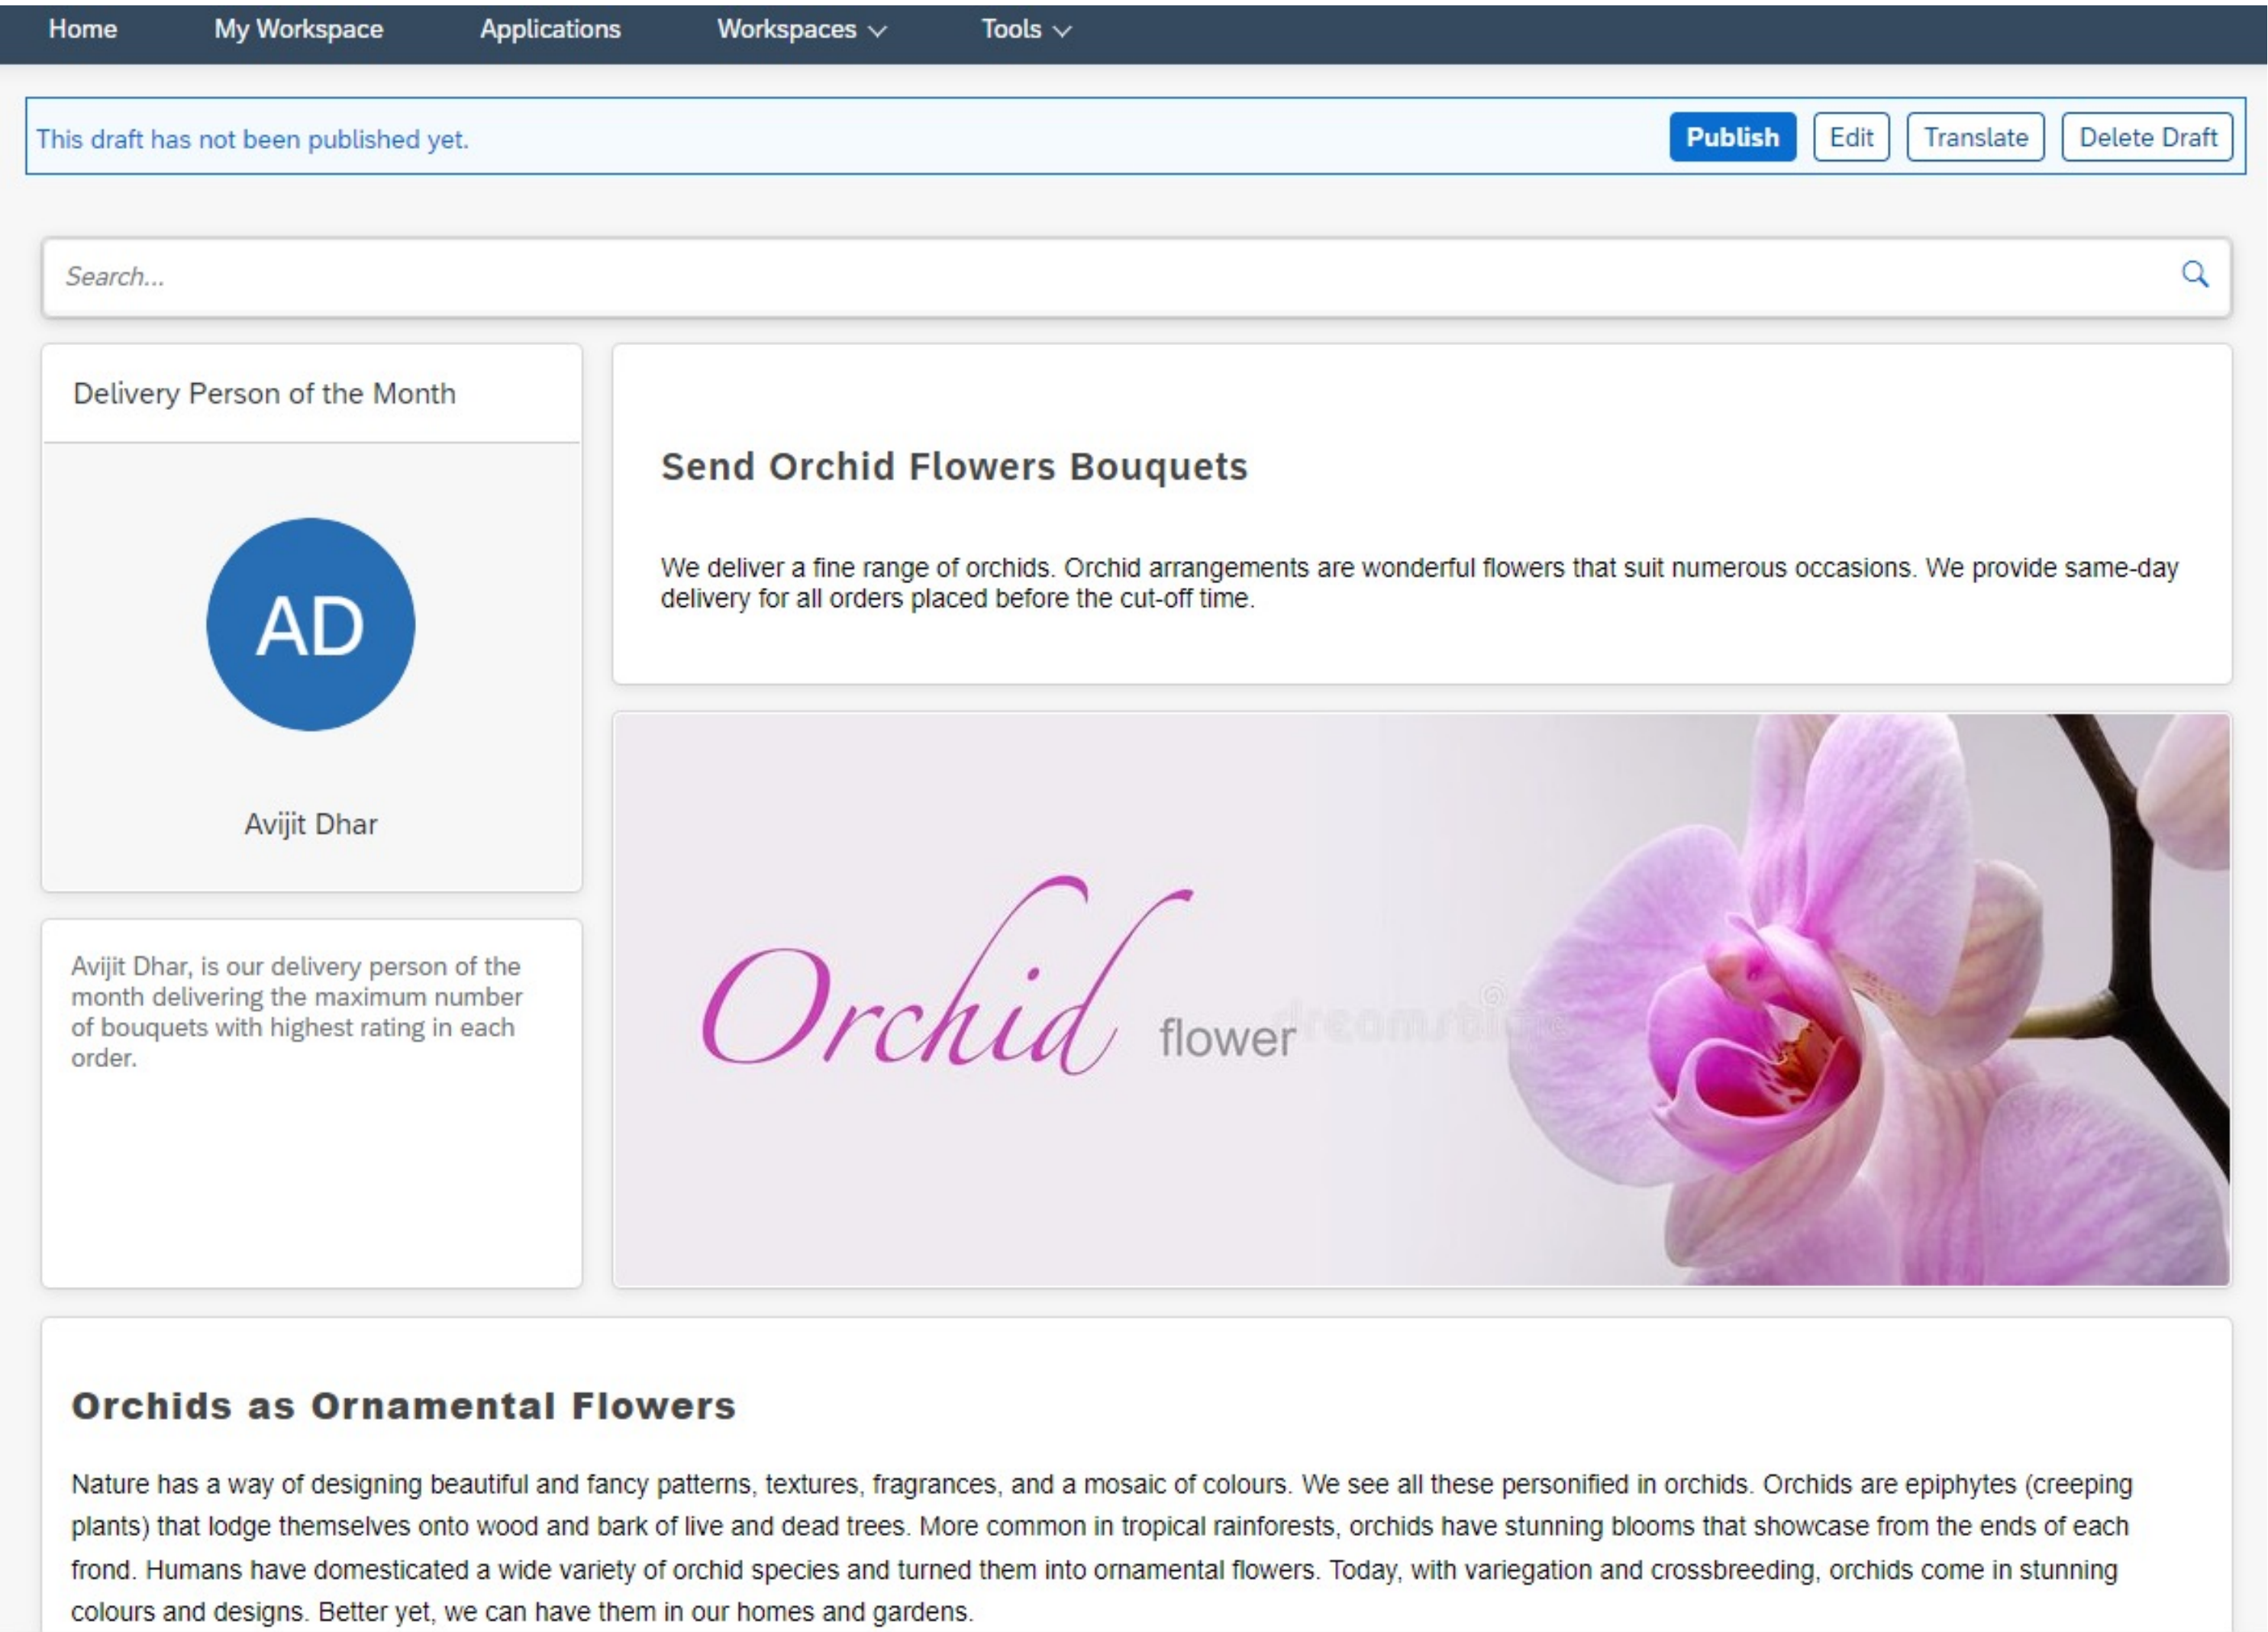 Home My Workspace Applications Workspaces Tools
This draft has not been published yet. Publish Edit Translate Delete Draft
Search...
Delivery Person of the Month
AD
Avijit Dhar
Avijit Dhar, is our delivery person of the
month delivering the maximum number
of bouquets with highest rating in each
order.
Send Orchid Flowers Bouquets
We deliver a fine range of orchids. Orchid arrangements are wonderful flowers that suit numerous occasions. We provide same-day
delivery for all orders placed before the cut-off time.
Orchid flower
dreamstime
Orchids as Ornamental Flowers
Nature has a way of designing beautiful and fancy patterns, textures, fragrances, and a mosaic of colours. We see all these personified in orchids. Orchids are epiphytes (creeping
plants) that lodge themselves onto wood and bark of live and dead trees. More common in tropical rainforests, orchids have stunning blooms that showcase from the ends of each
frond. Humans have domesticated a wide variety of orchid species and turned them into ornamental flowers. Today, with variegation and crossbreeding, orchids come in stunning
colours and designs. Better yet, we can have them in our homes and gardens.